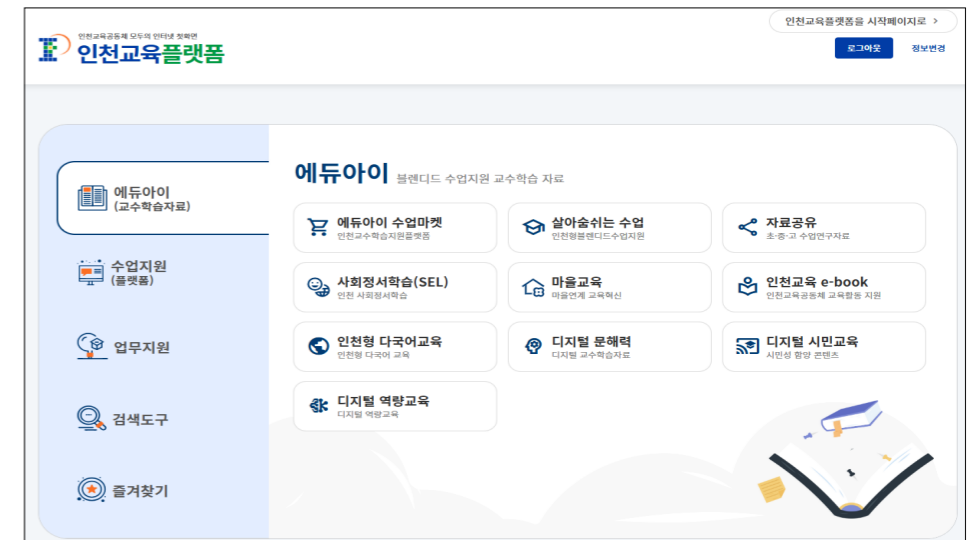 인천교육플랫폼을 시작페이지로 >
인천교육공동체 모두의 인터넷 첫화면
인천교육플랫폼
로그아웃 정보변경
에듀아이
(교수학습자료)
수업지원
(플랫폼)
업무지원
검색도구
즐겨찾기
에듀아이 블렌디드 수업지원 교수학습 자료
에듀아이 수업마켓
인천교수학습지원플랫폼
살아숨쉬는 수업
인천형블렌디드수업지원
자료공유
초·중·고 수업연구자료
사회정서학습(SEL)
인천 사회정서학습
마을교육
마을연계 교육혁신
인천교육 e-book
인천교육공동체 교육활동 지원
인천형 다국어교육
인천형 다국어 교육
디지털 문해력
디지털 교수학습자료
디지털 시민교육
시민성 함양 콘텐츠
디지털 역량교육
디지털 역량교육